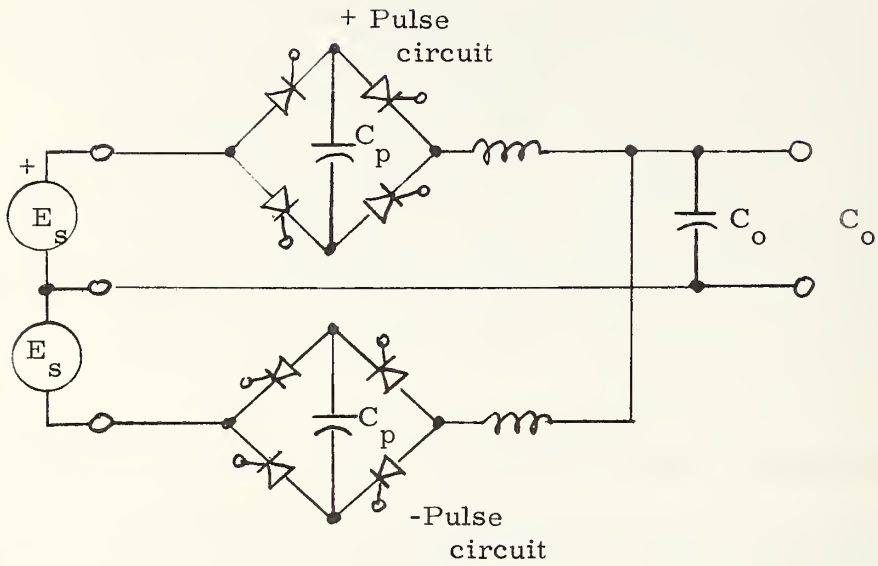 + Pulse
circuit
C_p
+
E_s
C_o
C_o
E_s
C_p
-Pulse
circuit